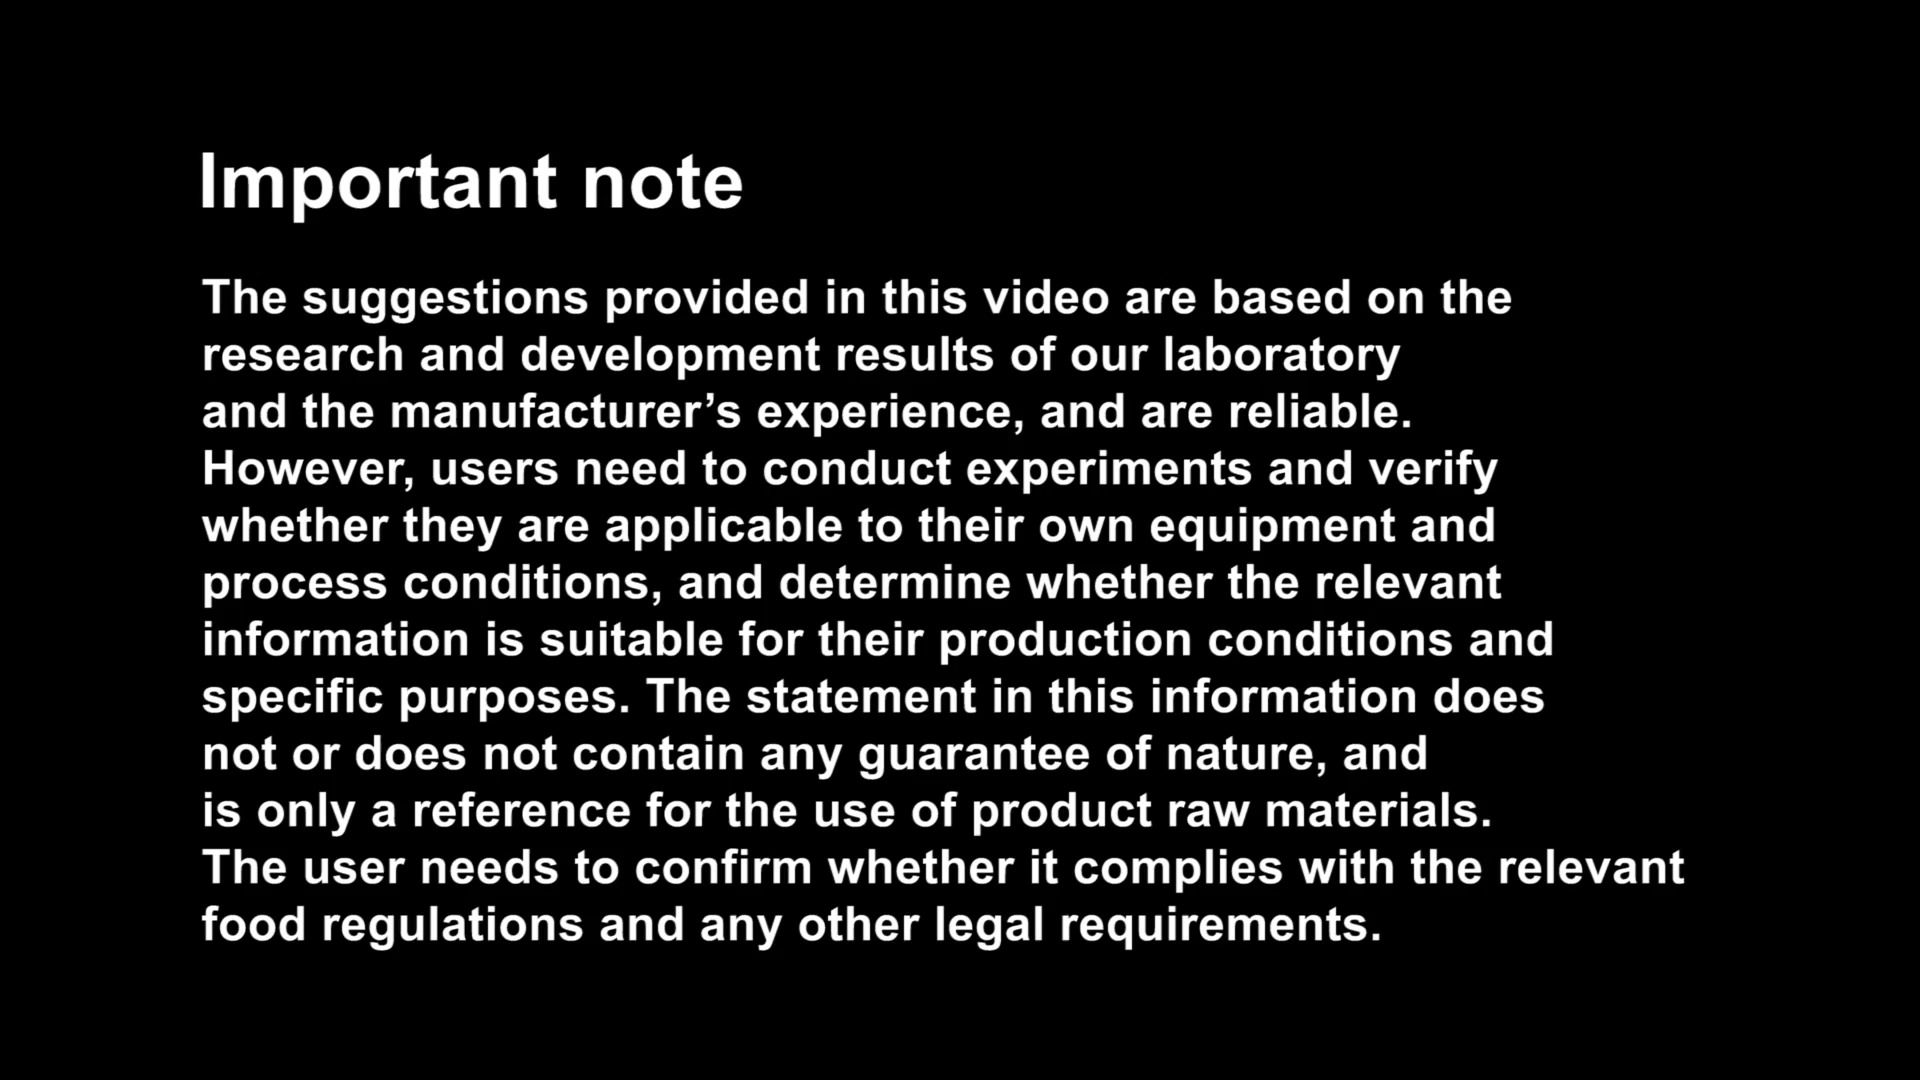 Important note
The suggestions provided in this video are based on the
research and development results of our laboratory
and the manufacturer’s experience, and are reliable.
However, users need to conduct experiments and verify
whether they are applicable to their own equipment and
process conditions, and determine whether the relevant
information is suitable for their production conditions and
specific purposes. The statement in this information does
not or does not contain any guarantee of nature, and
is only a reference for the use of product raw materials.
The user needs to confirm whether it complies with the relevant
food regulations and any other legal requirements.